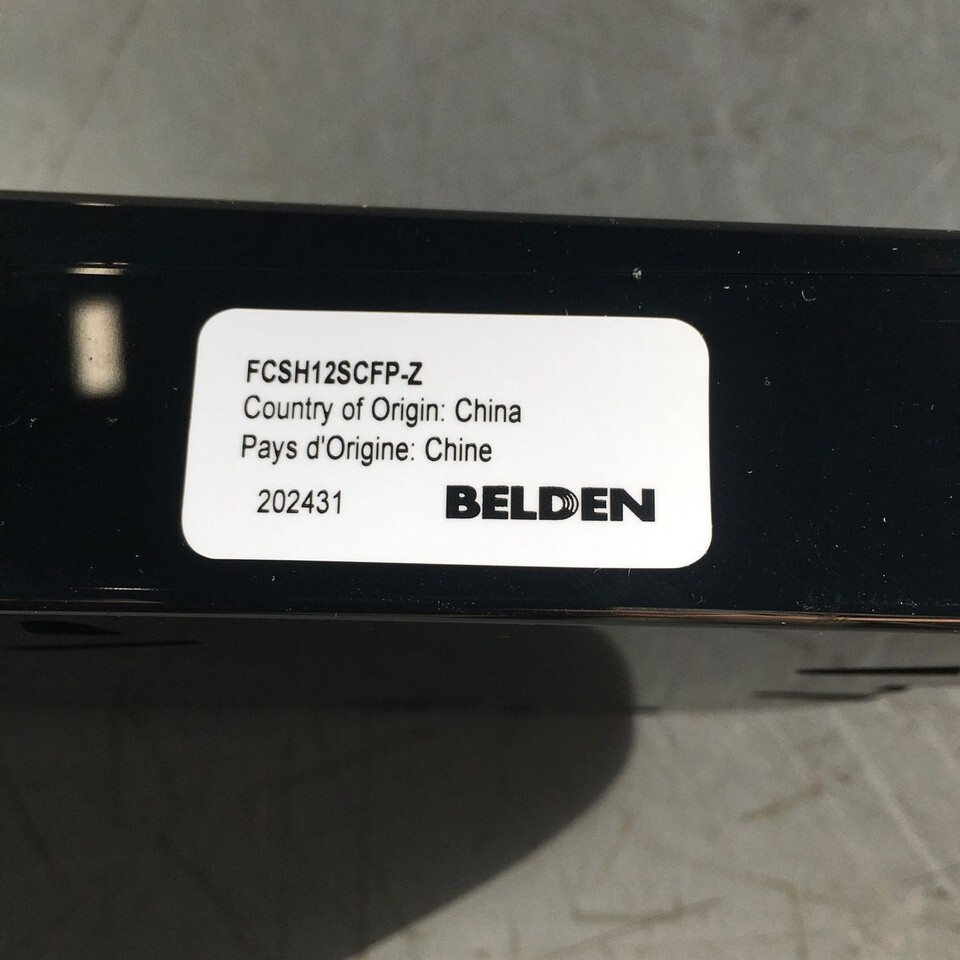 FCSH12SCFP-Z
Country of Origin: China
Pays d'Origine: Chine
202431 BELDEN